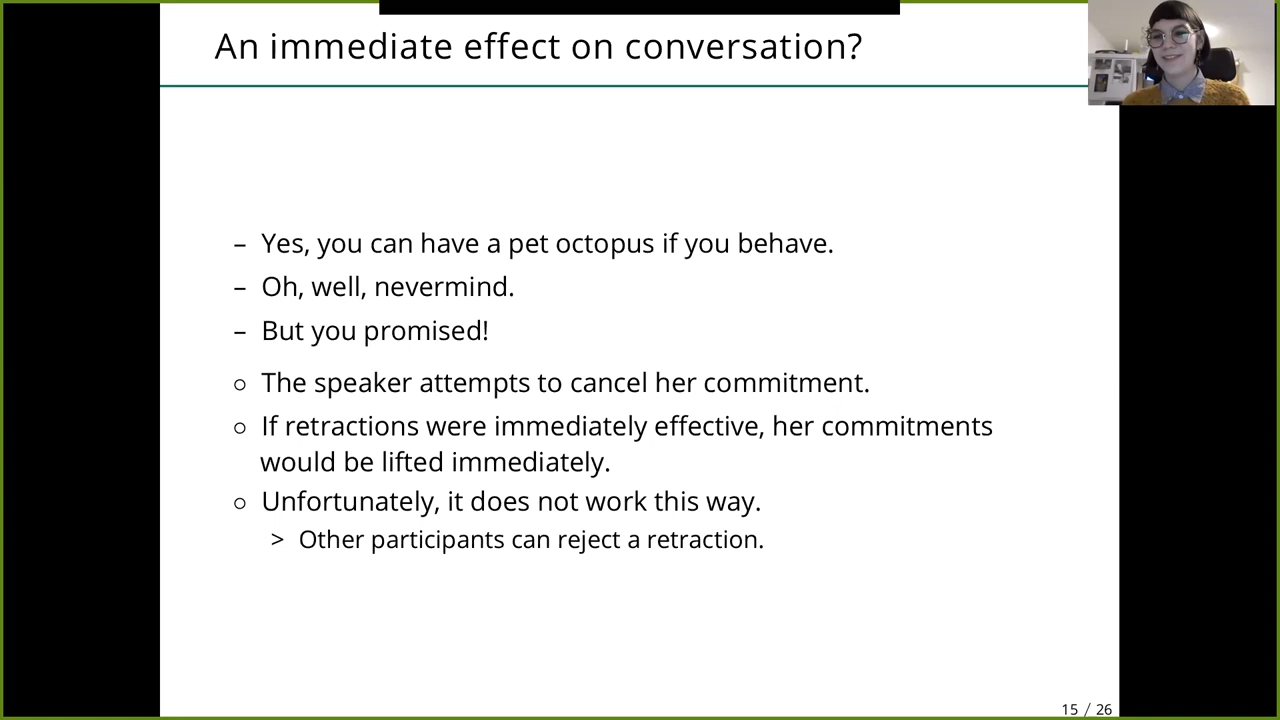 An immediate effect on conversation?
– Yes, you can have a pet octopus if you behave.
– Oh, well, nevermind.
– But you promised!
○ The speaker attempts to cancel her commitment.
○ If retractions were immediately effective, her commitments
would be lifted immediately.
○ Unfortunately, it does not work this way.
> Other participants can reject a retraction.
15 / 26